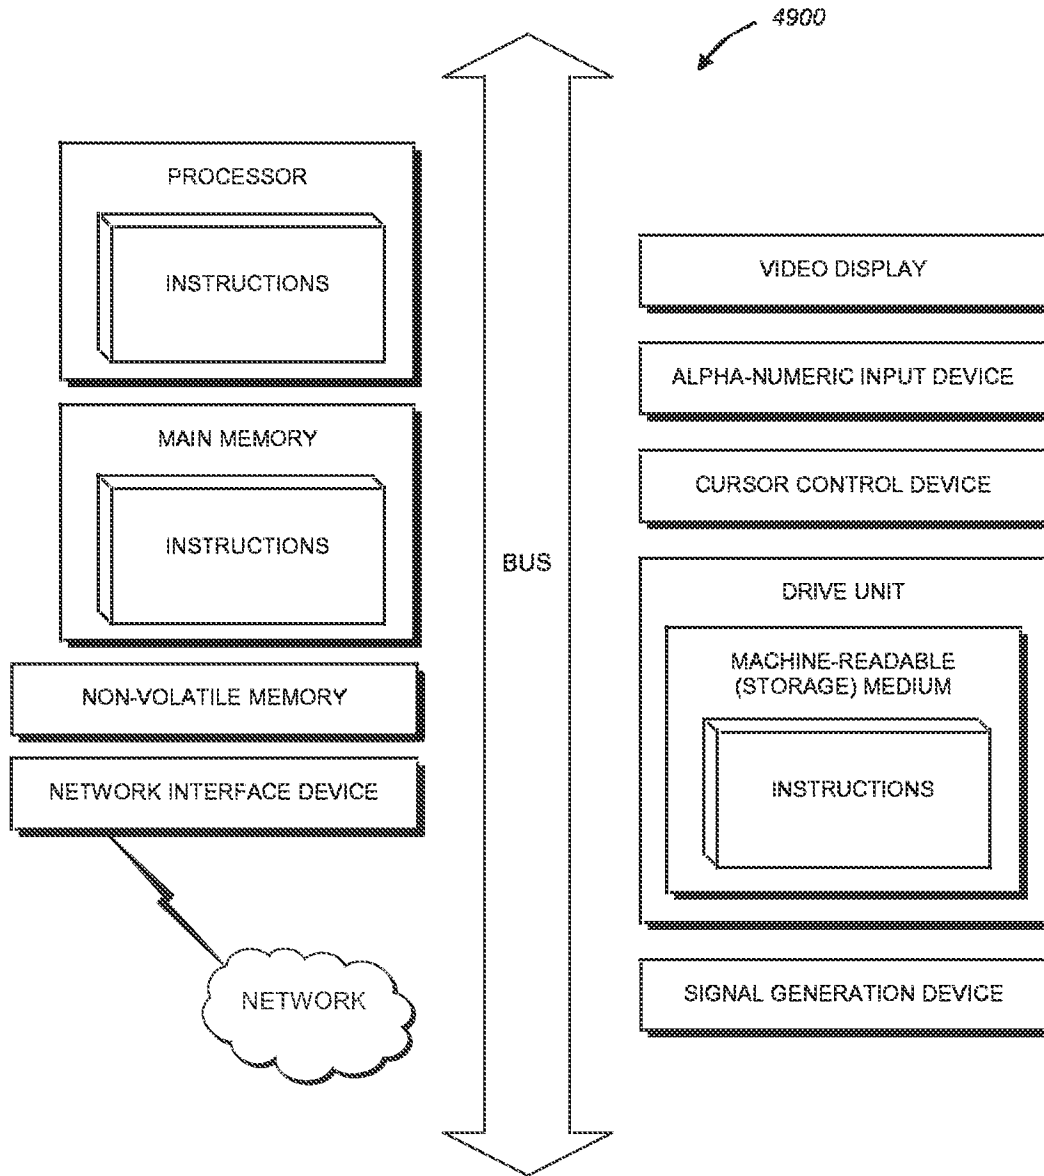 4900
PROCESSOR
INSTRUCTIONS
MAIN MEMORY
INSTRUCTIONS
NON-VOLATILE MEMORY
NETWORK INTERFACE DEVICE
NETWORK
BUS
VIDEO DISPLAY
ALPHA-NUMERIC INPUT DEVICE
CURSOR CONTROL DEVICE
DRIVE UNIT
MACHINE-READABLE
(STORAGE) MEDIUM
INSTRUCTIONS
SIGNAL GENERATION DEVICE